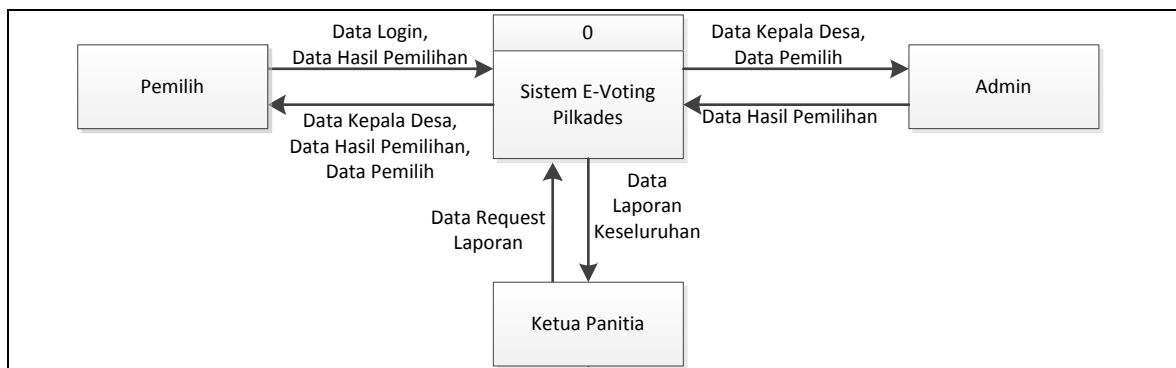 Data Login,
Data Hasil Pemilihan
0
Data Kepala Desa,
Data Pemilih
Pemilih
Sistem E-Voting
Pilkades
Admin
Data Kepala Desa,
Data Hasil Pemilihan,
Data Pemilih
Data Hasil Pemilihan
Data Request
Laporan
Data
Laporan
Keseluruhan
Ketua Panitia